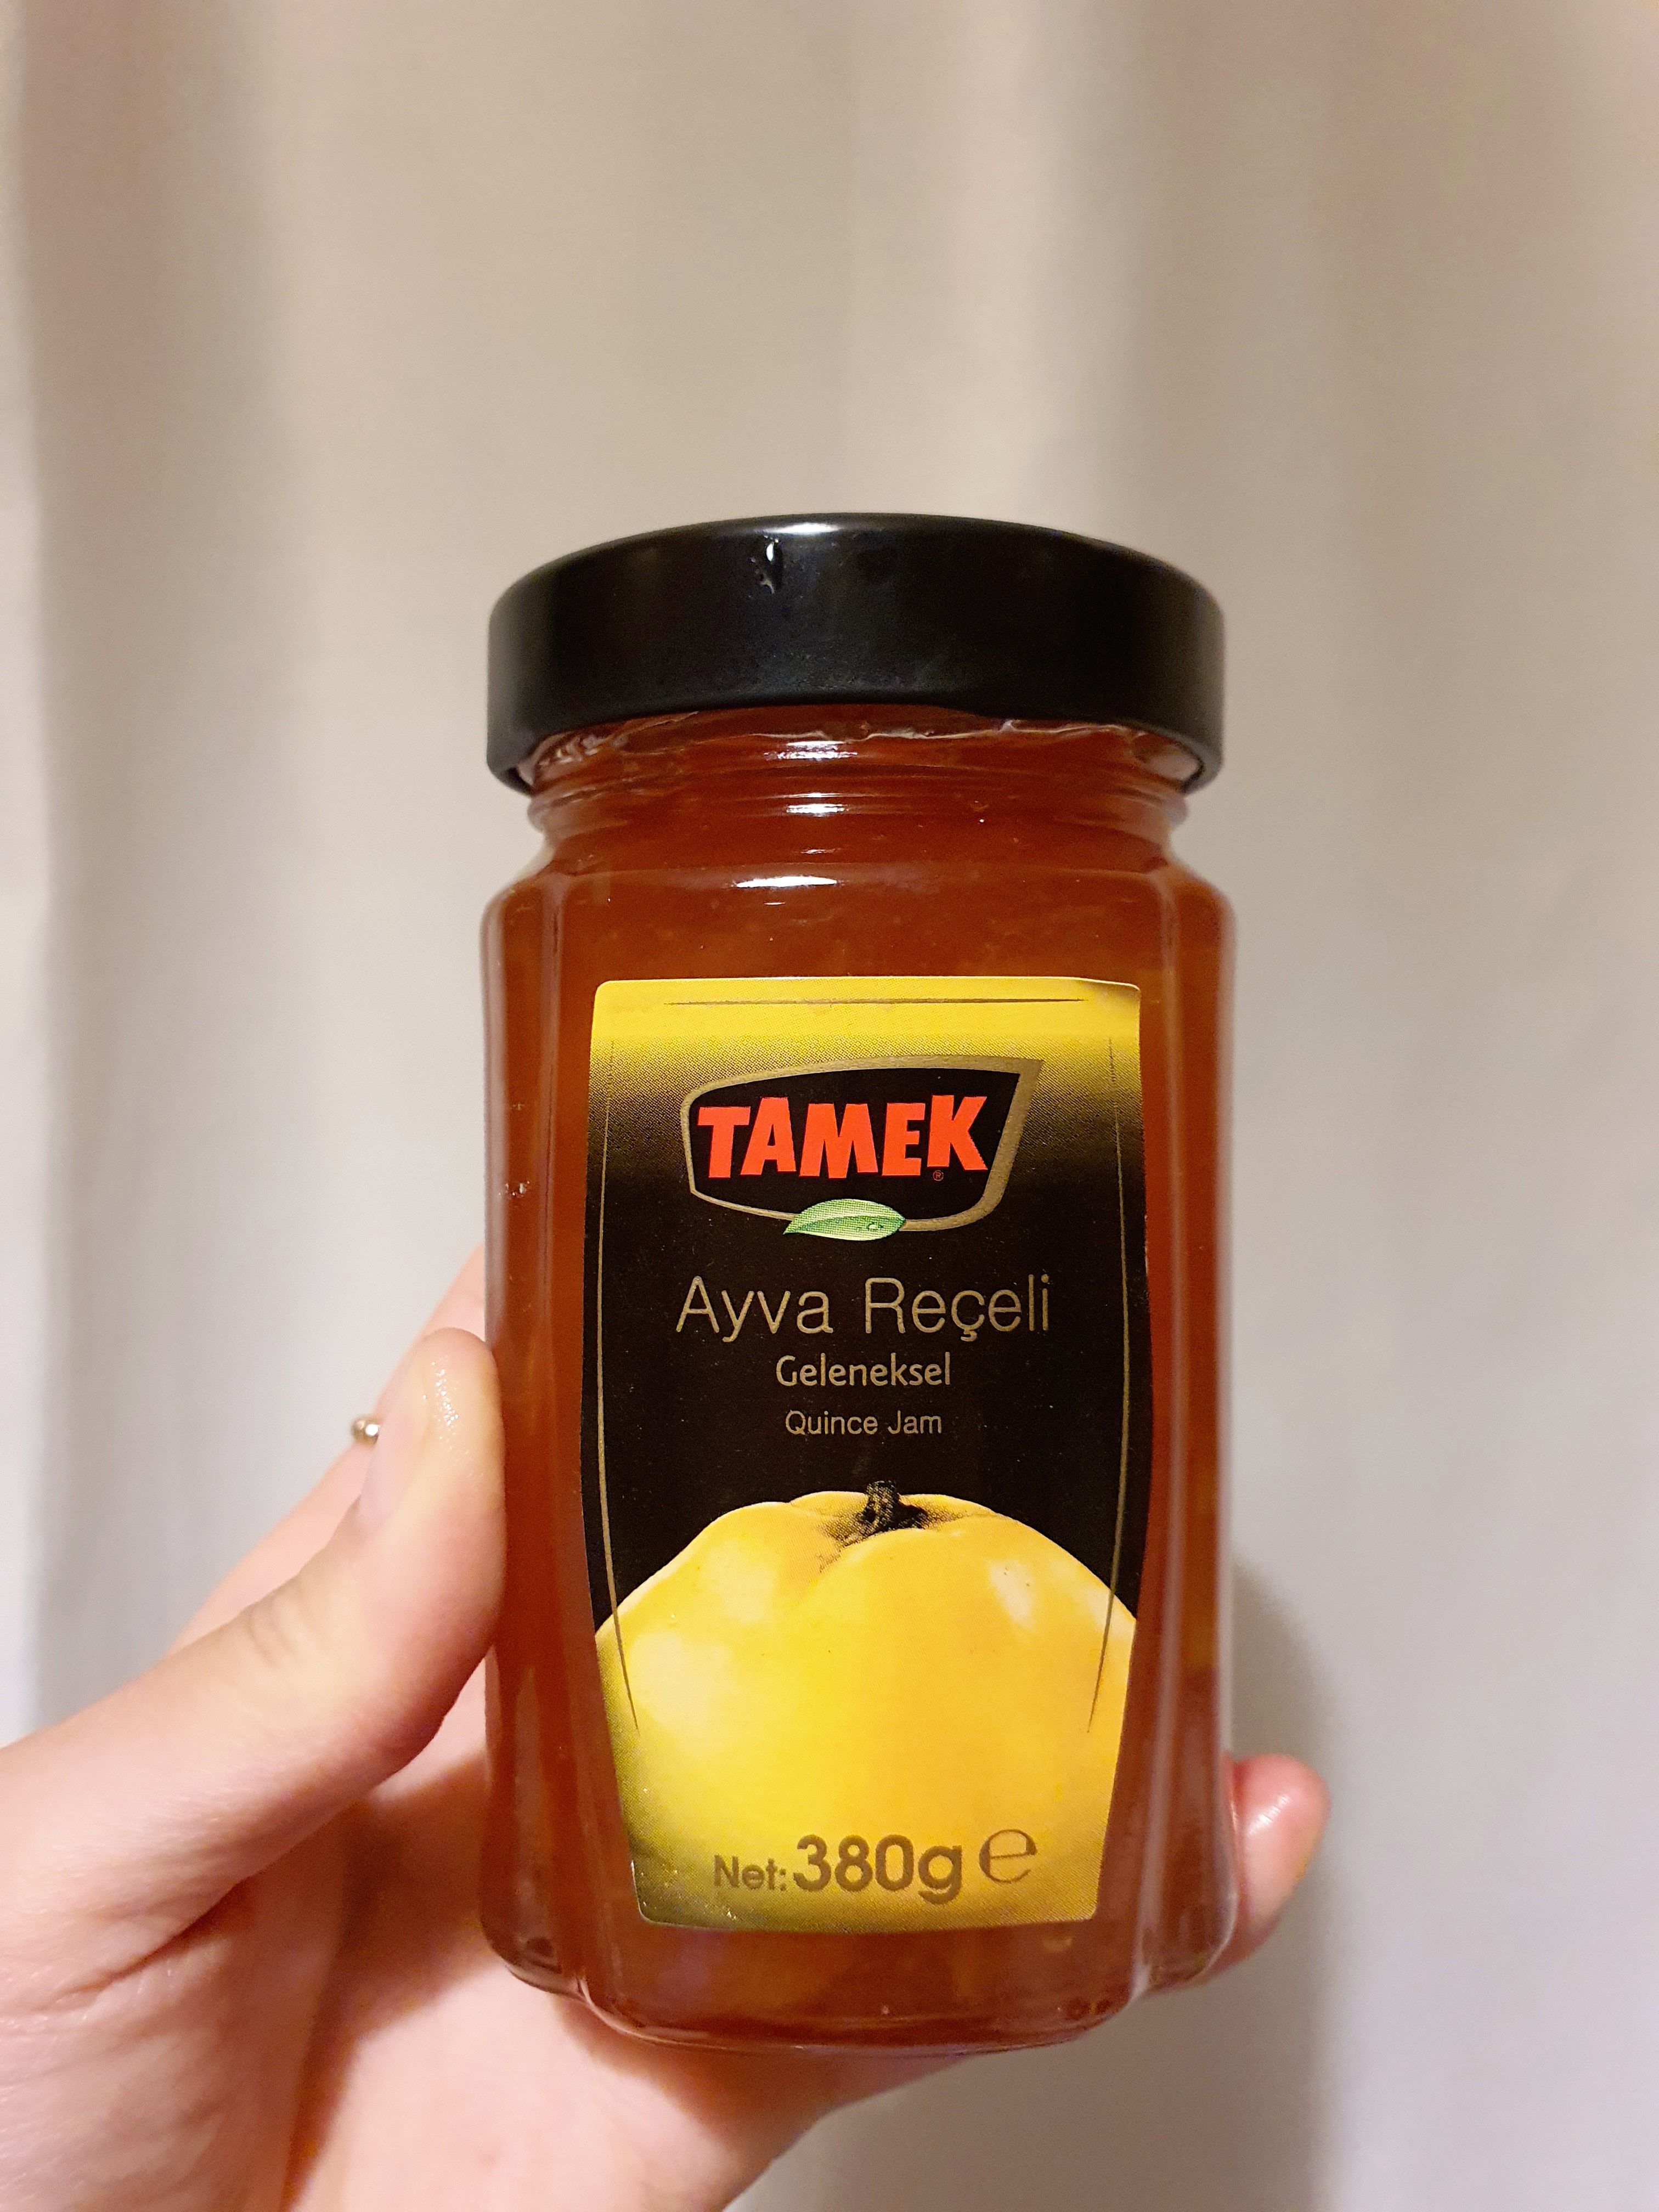 TAMEK
®
Ayva Reçeli
Geleneksel
Quince Jam
Net: 380g ℮